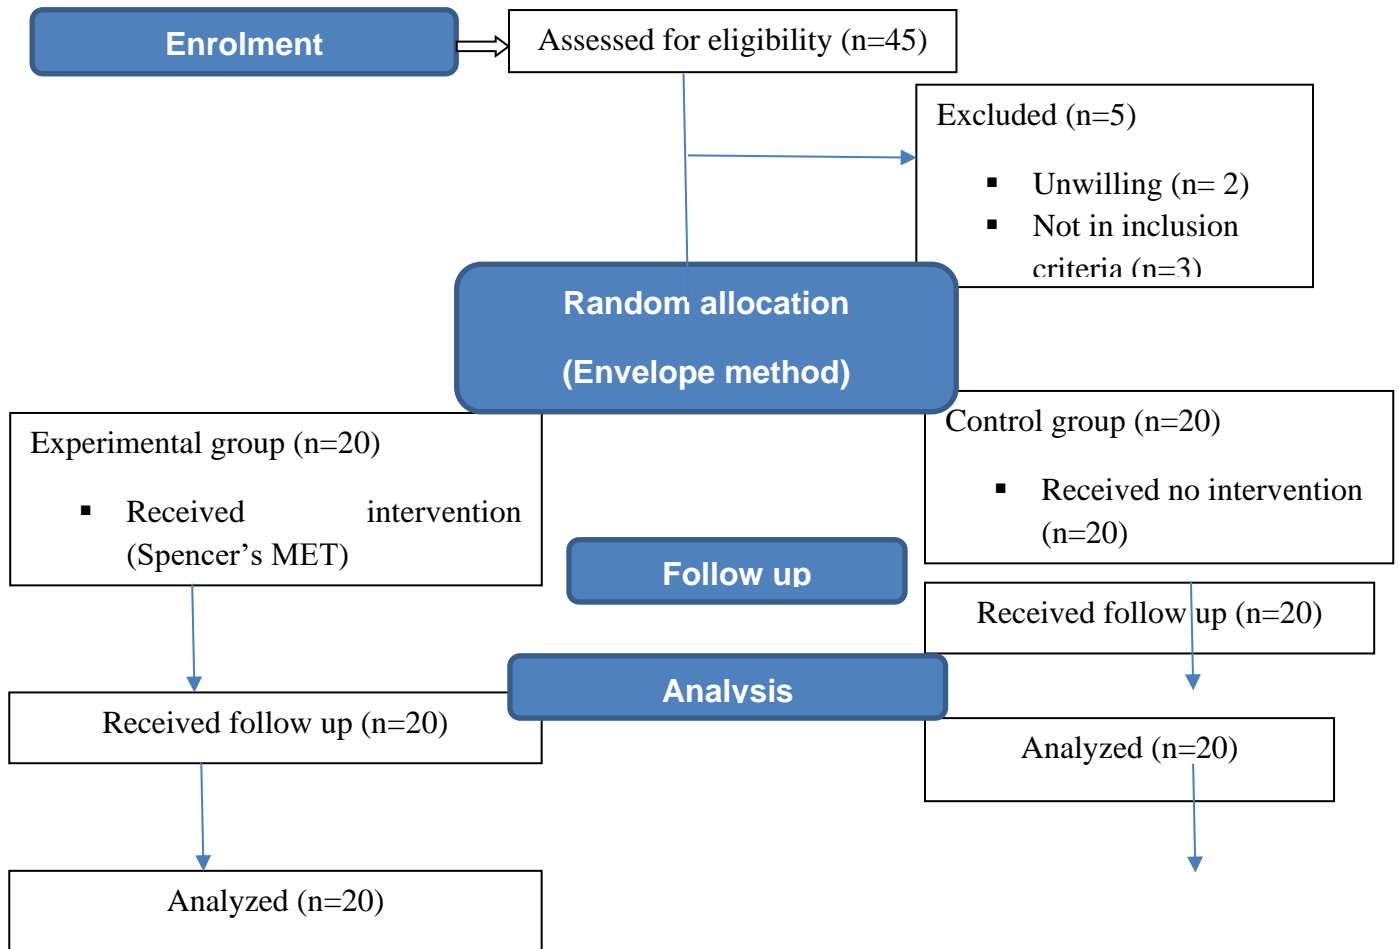 Enrolment
Assessed for eligibility (n=45)
Excluded (n=5)
▪ Unwilling (n= 2)
▪ Not in inclusion
criteria (n=3)
Random allocation
(Envelope method)
Experimental group (n=20)
▪ Received intervention
(Spencer’s MET)
Control group (n=20)
▪ Received no intervention
(n=20)
Follow up
Received follow up (n=20)
Analysis
Received follow up (n=20)
Analyzed (n=20)
Analyzed (n=20)